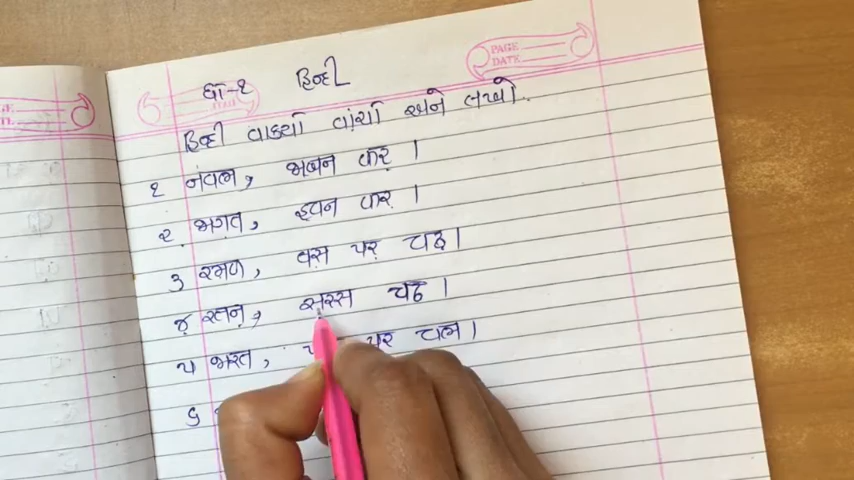 PAGE
DATE
ધો-૨ હિન્દી
હિન્દી વાક્યો વાંચો અને લખો.
૧ નવલ, ભજન કર।
૨ ભગત, હવન કર।
૩ રમણ, બસ પર ચઢ।
૪ રતન, સરસ ચઢ।
૫ ભરત, પર ચલ।
૬